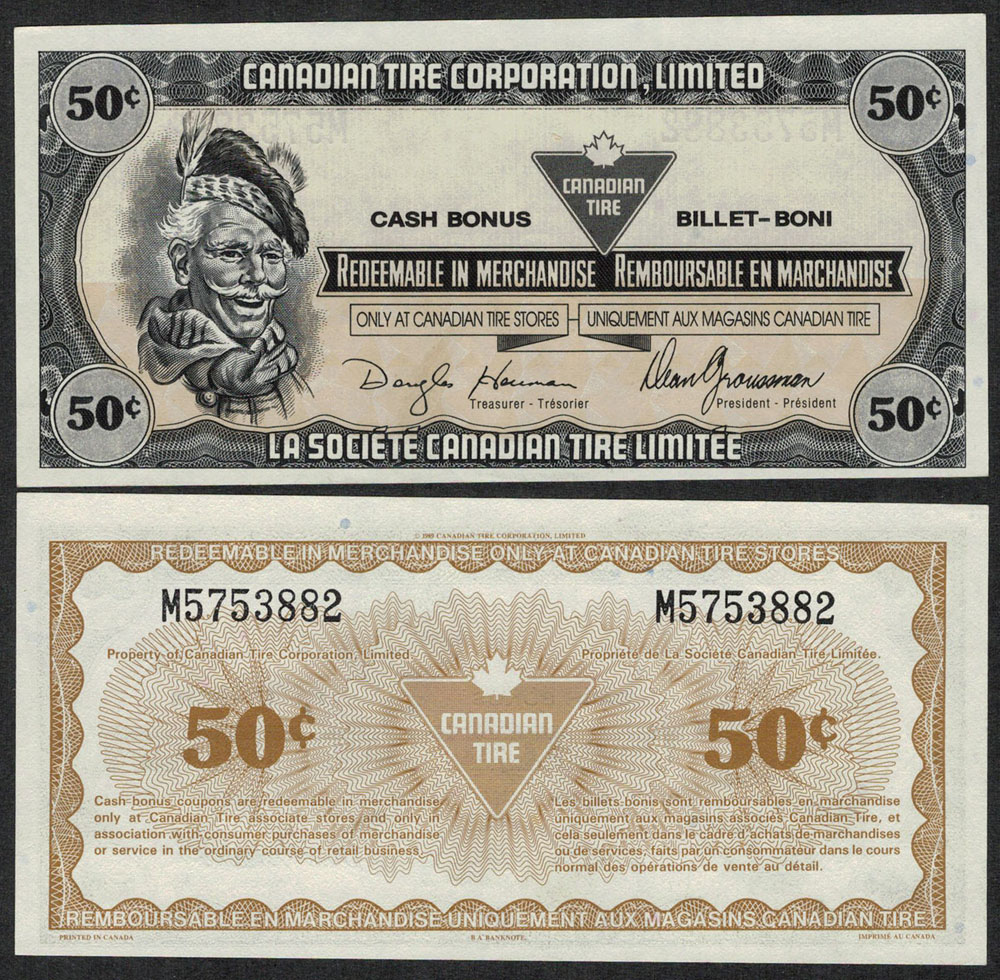 CANADIAN TIRE CORPORATION, LIMITED
50¢ 50¢
CANADIAN
TIRE
CASH BONUS BILLET-BONI
REDEEMABLE IN MERCHANDISE REMBOURSABLE EN MARCHANDISE
ONLY AT CANADIAN TIRE STORES UNIQUEMENT AUX MAGASINS CANADIAN TIRE
Douglas Newman Dean Groussman
Treasurer - Trésorier President - Président
50¢ 50¢
LA SOCIÉTÉ CANADIAN TIRE LIMITÉE
© 1989 CANADIAN TIRE CORPORATION, LIMITED
REDEEMABLE IN MERCHANDISE ONLY AT CANADIAN TIRE STORES
M5753882 M5753882
Property of Canadian Tire Corporation, Limited Propriété de La Société Canadian Tire Limitée.
CANADIAN
TIRE
50¢ 50¢
Cash bonus coupons are redeemable in merchandise
only at Canadian Tire associate stores and only in
association with consumer purchases of merchandise
or service in the ordinary course of retail business.
Les billets bonis sont remboursables en marchandise
uniquement aux magasins associés Canadian Tire, et
cela seulement dans le cadre d'achats de marchandises
ou de services, faits par un consommateur dans le cours
normal des opérations de vente au détail.
REMBOURSABLE EN MARCHANDISE UNIQUEMENT AUX MAGASINS CANADIAN TIRE
PRINTED IN CANADA B.A. BANKNOTE. IMPRIMÉ AU CANADA